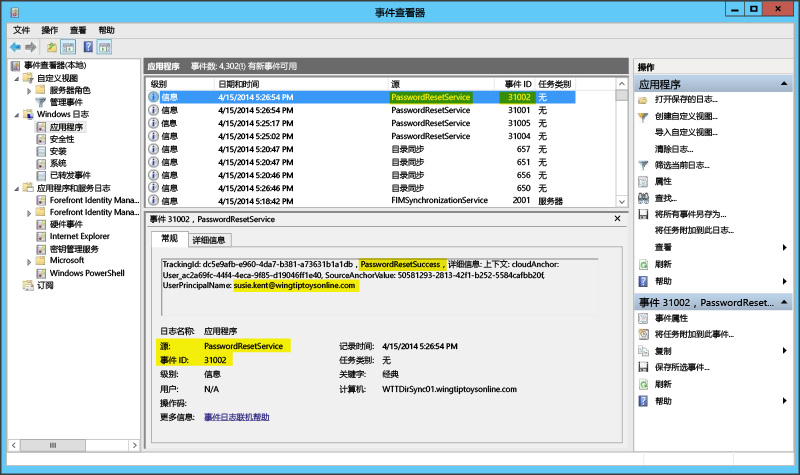 事件查看器
文件 操作 查看 帮助
事件查看器(本地)
自定义视图
服务器角色
管理事件
Windows 日志
应用程序
安全性
安装
系统
已转发事件
应用程序和服务日志
Forefront Identity Mana...
Forefront Identity Mana...
硬件事件
Internet Explorer
密钥管理服务
Microsoft
Windows PowerShell
订阅
应用程序 事件数: 4,302(!) 有新事件可用
级别 日期和时间 源 事件 ID 任务类别
信息 4/15/2014 5:26:54 PM PasswordResetService 31002 无
信息 4/15/2014 5:26:54 PM PasswordResetService 31001 无
信息 4/15/2014 5:25:17 PM PasswordResetService 31005 无
信息 4/15/2014 5:25:02 PM PasswordResetService 31004 无
信息 4/15/2014 5:20:47 PM 目录同步 657 无
信息 4/15/2014 5:20:47 PM 目录同步 651 无
信息 4/15/2014 5:20:46 PM 目录同步 656 无
信息 4/15/2014 5:20:46 PM 目录同步 650 无
信息 4/15/2014 5:18:42 PM FIMSynchronizationService 2001 服务器
事件 31002，PasswordResetService
常规 详细信息
TrackingId: dc5e9afb-e960-4da7-b381-a73631b1a1db，PasswordResetSuccess，详细信息: 上下文: cloudAnchor:
User_ac2a69fc-44f4-4eca-9f85-d19046ff1e40, SourceAnchorValue: 50581293-2813-42f1-b252-5584cafbb20f,
UserPrincipalName: susie.kent@wingtiptoysonline.com
日志名称: 应用程序
源: PasswordResetService 记录时间: 4/15/2014 5:26:54 PM
事件 ID: 31002 任务类别: 无
级别: 信息 关键字: 经典
用户: N/A 计算机: WTTDirSync01.wingtiptoysonline.com
操作码:
更多信息: 事件日志联机帮助
操作
应用程序
打开保存的日志...
创建自定义视图...
导入自定义视图...
清除日志...
筛选当前日志...
属性
查找...
将所有事件另存为...
将任务附加到此日志...
查看
刷新
帮助
事件 31002，PasswordReset...
事件属性
将任务附加到此事件...
复制
保存所选事件...
刷新
帮助